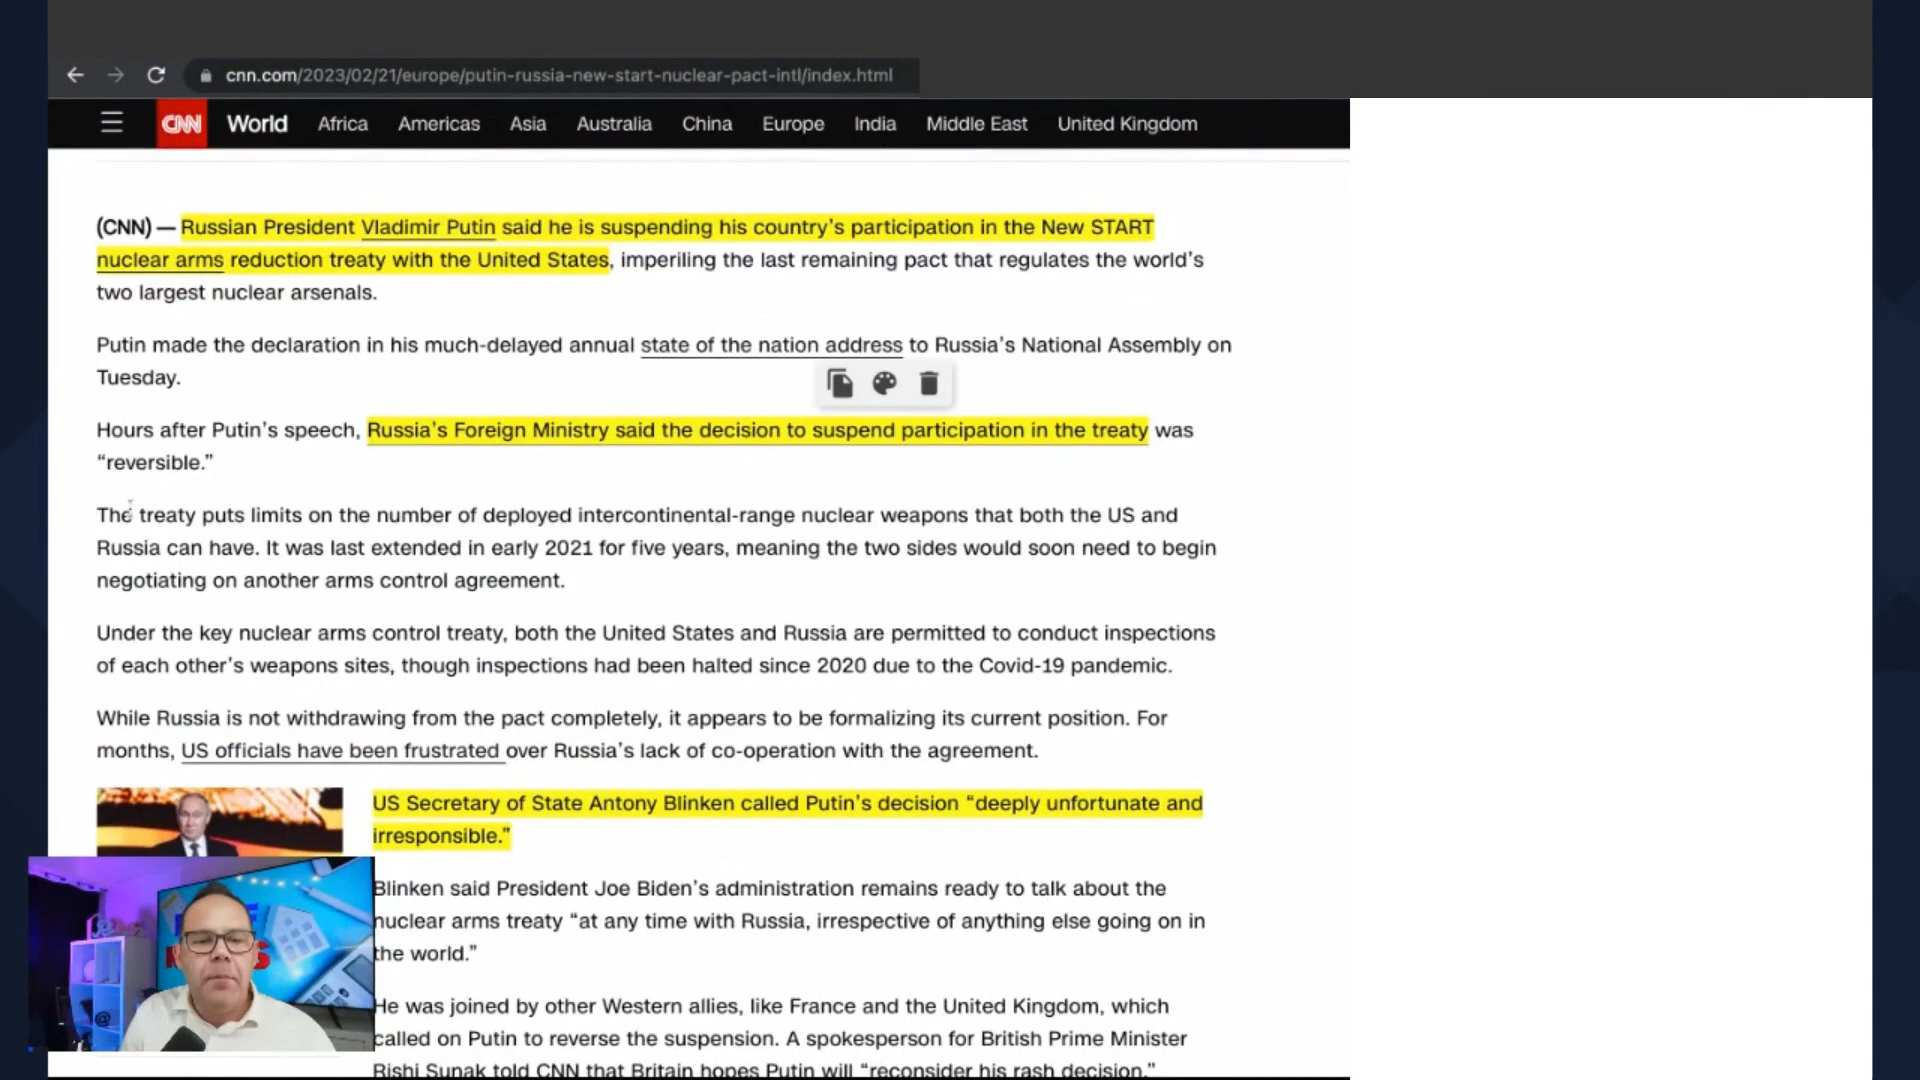 cnn.com/2023/02/21/europe/putin-russia-new-start-nuclear-pact-intl/index.html
CNN World Africa Americas Asia Australia China Europe India Middle East United Kingdom
(CNN) — Russian President Vladimir Putin said he is suspending his country’s participation in the New START
nuclear arms reduction treaty with the United States, imperiling the last remaining pact that regulates the world’s
two largest nuclear arsenals.
Putin made the declaration in his much-delayed annual state of the nation address to Russia’s National Assembly on
Tuesday.
Hours after Putin’s speech, Russia’s Foreign Ministry said the decision to suspend participation in the treaty was
“reversible.”
The treaty puts limits on the number of deployed intercontinental-range nuclear weapons that both the US and
Russia can have. It was last extended in early 2021 for five years, meaning the two sides would soon need to begin
negotiating on another arms control agreement.
Under the key nuclear arms control treaty, both the United States and Russia are permitted to conduct inspections
of each other’s weapons sites, though inspections had been halted since 2020 due to the Covid-19 pandemic.
While Russia is not withdrawing from the pact completely, it appears to be formalizing its current position. For
months, US officials have been frustrated over Russia’s lack of co-operation with the agreement.
US Secretary of State Antony Blinken called Putin’s decision “deeply unfortunate and
irresponsible.”
Blinken said President Joe Biden’s administration remains ready to talk about the
nuclear arms treaty “at any time with Russia, irrespective of anything else going on in
the world.”
He was joined by other Western allies, like France and the United Kingdom, which
called on Putin to reverse the suspension. A spokesperson for British Prime Minister
Rishi Sunak told CNN that Britain hopes Putin will “reconsider his rash decision.”